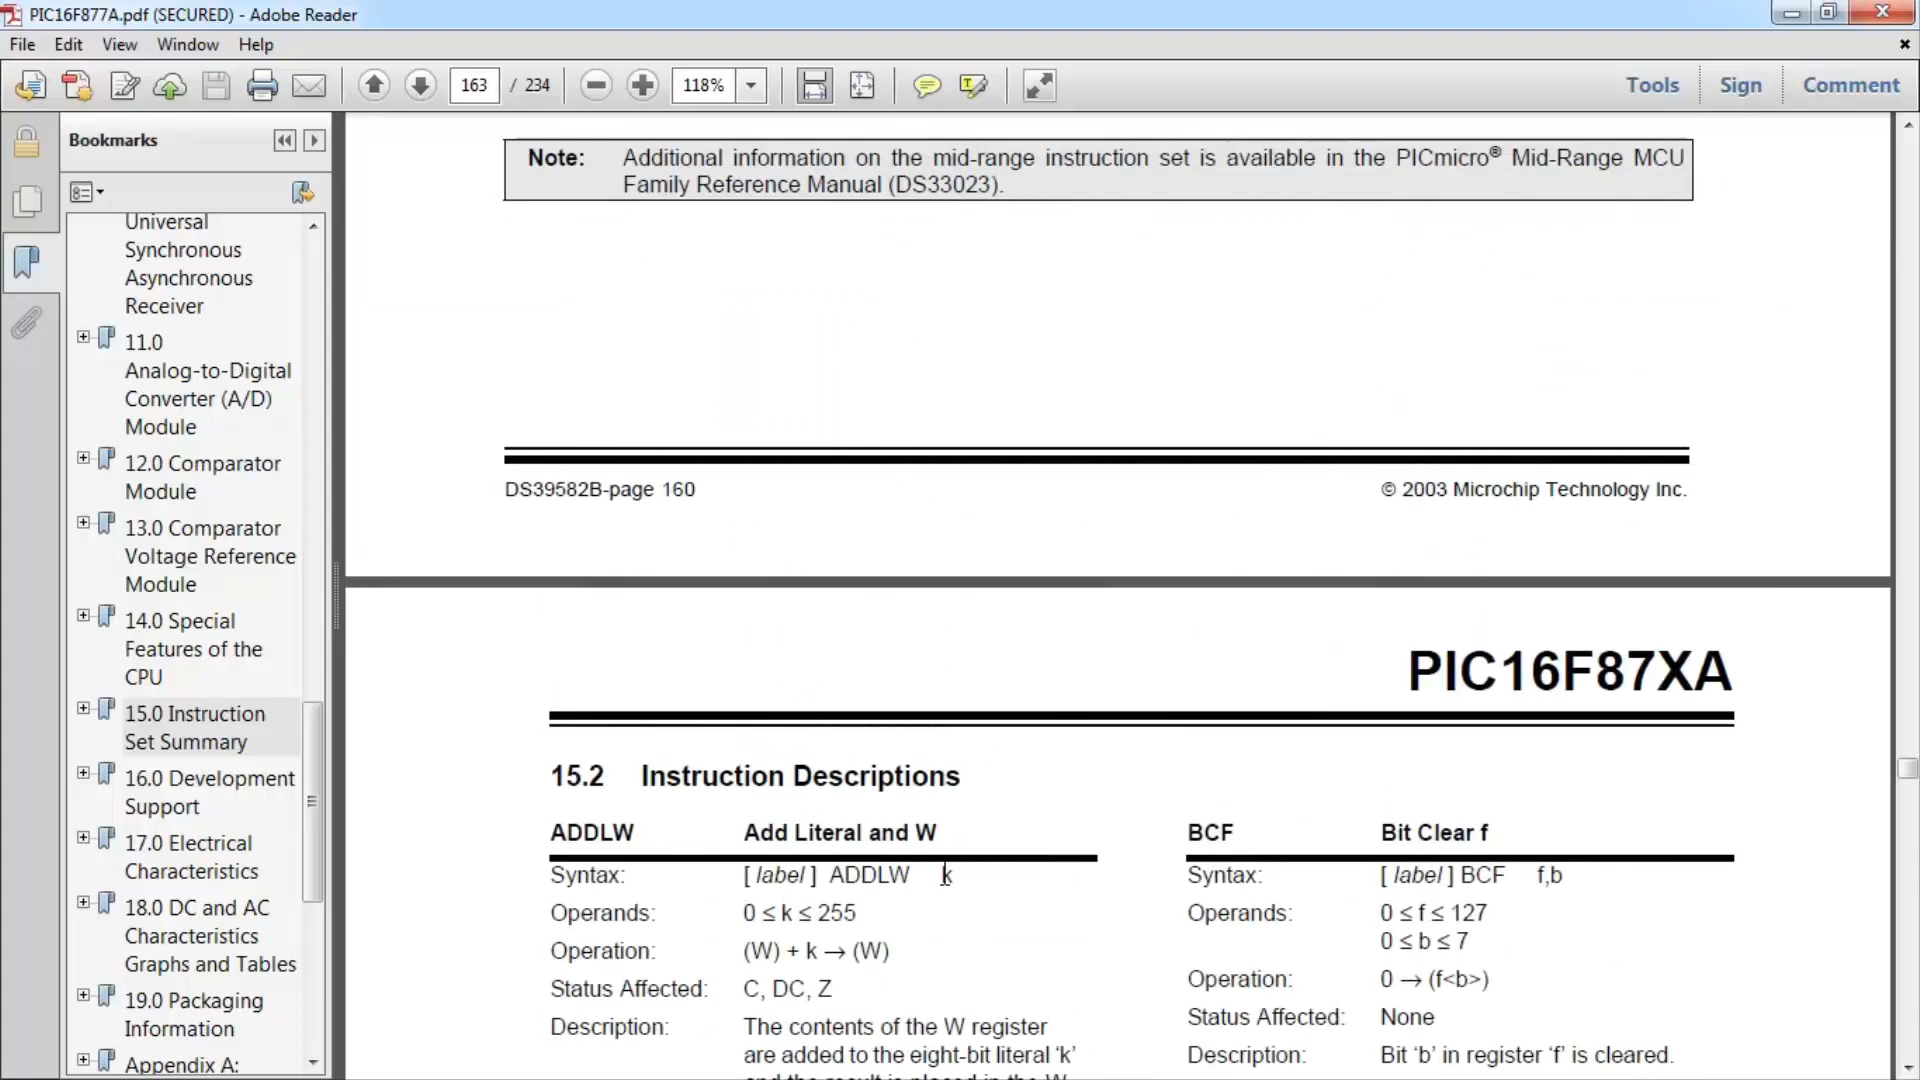 PIC16F877A.pdf (SECURED) - Adobe Reader
File Edit View Window Help
163 / 234 118% Tools Sign Comment
Bookmarks
Universal
Synchronous
Asynchronous
Receiver
11.0
Analog-to-Digital
Converter (A/D)
Module
12.0 Comparator
Module
13.0 Comparator
Voltage Reference
Module
14.0 Special
Features of the
CPU
15.0 Instruction
Set Summary
16.0 Development
Support
17.0 Electrical
Characteristics
18.0 DC and AC
Characteristics
Graphs and Tables
19.0 Packaging
Information
Appendix A:
Note: Additional information on the mid-range instruction set is available in the PICmicro® Mid-Range MCU
Family Reference Manual (DS33023).
DS39582B-page 160 © 2003 Microchip Technology Inc.
PIC16F87XA
15.2 Instruction Descriptions
ADDLW Add Literal and W
Syntax: [ label ] ADDLW k
Operands: 0 ≤ k ≤ 255
Operation: (W) + k → (W)
Status Affected: C, DC, Z
Description: The contents of the W register
are added to the eight-bit literal ‘k’
and the result is placed in the W
BCF Bit Clear f
Syntax: [ label ] BCF f,b
Operands: 0 ≤ f ≤ 127
0 ≤ b ≤ 7
Operation: 0 → (f<b>)
Status Affected: None
Description: Bit ‘b’ in register ‘f’ is cleared.